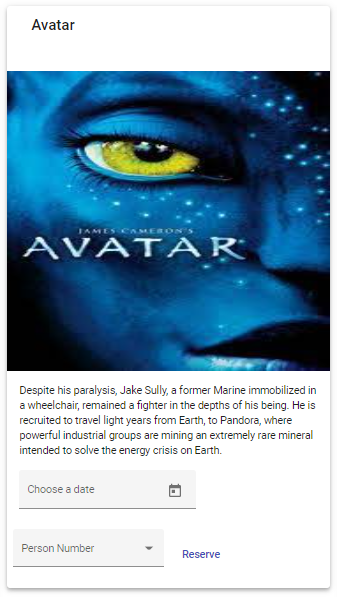 Avatar
JAMES CAMERON'S
AVATAR
Despite his paralysis, Jake Sully, a former Marine immobilized in
a wheelchair, remained a fighter in the depths of his being. He is
recruited to travel light years from Earth, to Pandora, where
powerful industrial groups are mining an extremely rare mineral
intended to solve the energy crisis on Earth.
Choose a date
Person Number
Reserve